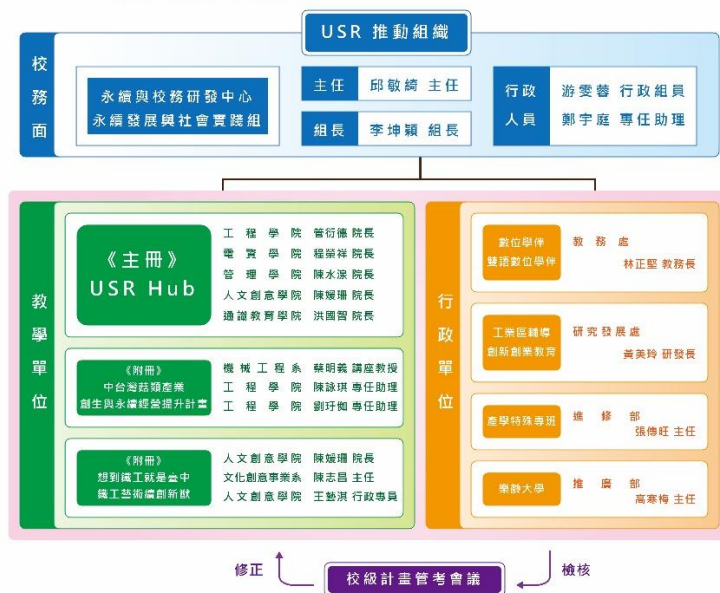 USR 推動組織
校務面
永續與校務研發中心
永續發展與社會實踐組
主任 邱敏綺 主任
組長 李坤穎 組長
行政人員
游雯蓉 行政組員
鄭宇庭 專任助理
教學單位
《主冊》
USR Hub
工程學院 管衍德 院長
電資學院 程榮祥 院長
管理學院 陳水湶 院長
人文創意學院 陳媛珊 院長
通識教育學院 洪國智 院長
《附冊》
中台灣菇類產業
創生與永續經營提升計畫
機械工程系 蔡明義 講座教授
工程學院 陳詠琪 專任助理
工程學院 劉玗㛢 專任助理
《附冊》
想到鐵工就是臺中
鐵工藝術續創新猷
人文創意學院 陳媛珊 院長
文化創意事業系 陳志昌 主任
人文創意學院 王藝淇 行政專員
行政單位
數位學伴
雙語數位學伴
教務處
林正堅 教務長
工業區輔導
創新創業教育
研究發展處
黃美玲 研發長
產學特殊專班
進修部
張傳旺 主任
樂齡大學
推廣部
高寒梅 主任
修正
校級計畫管考會議
檢核